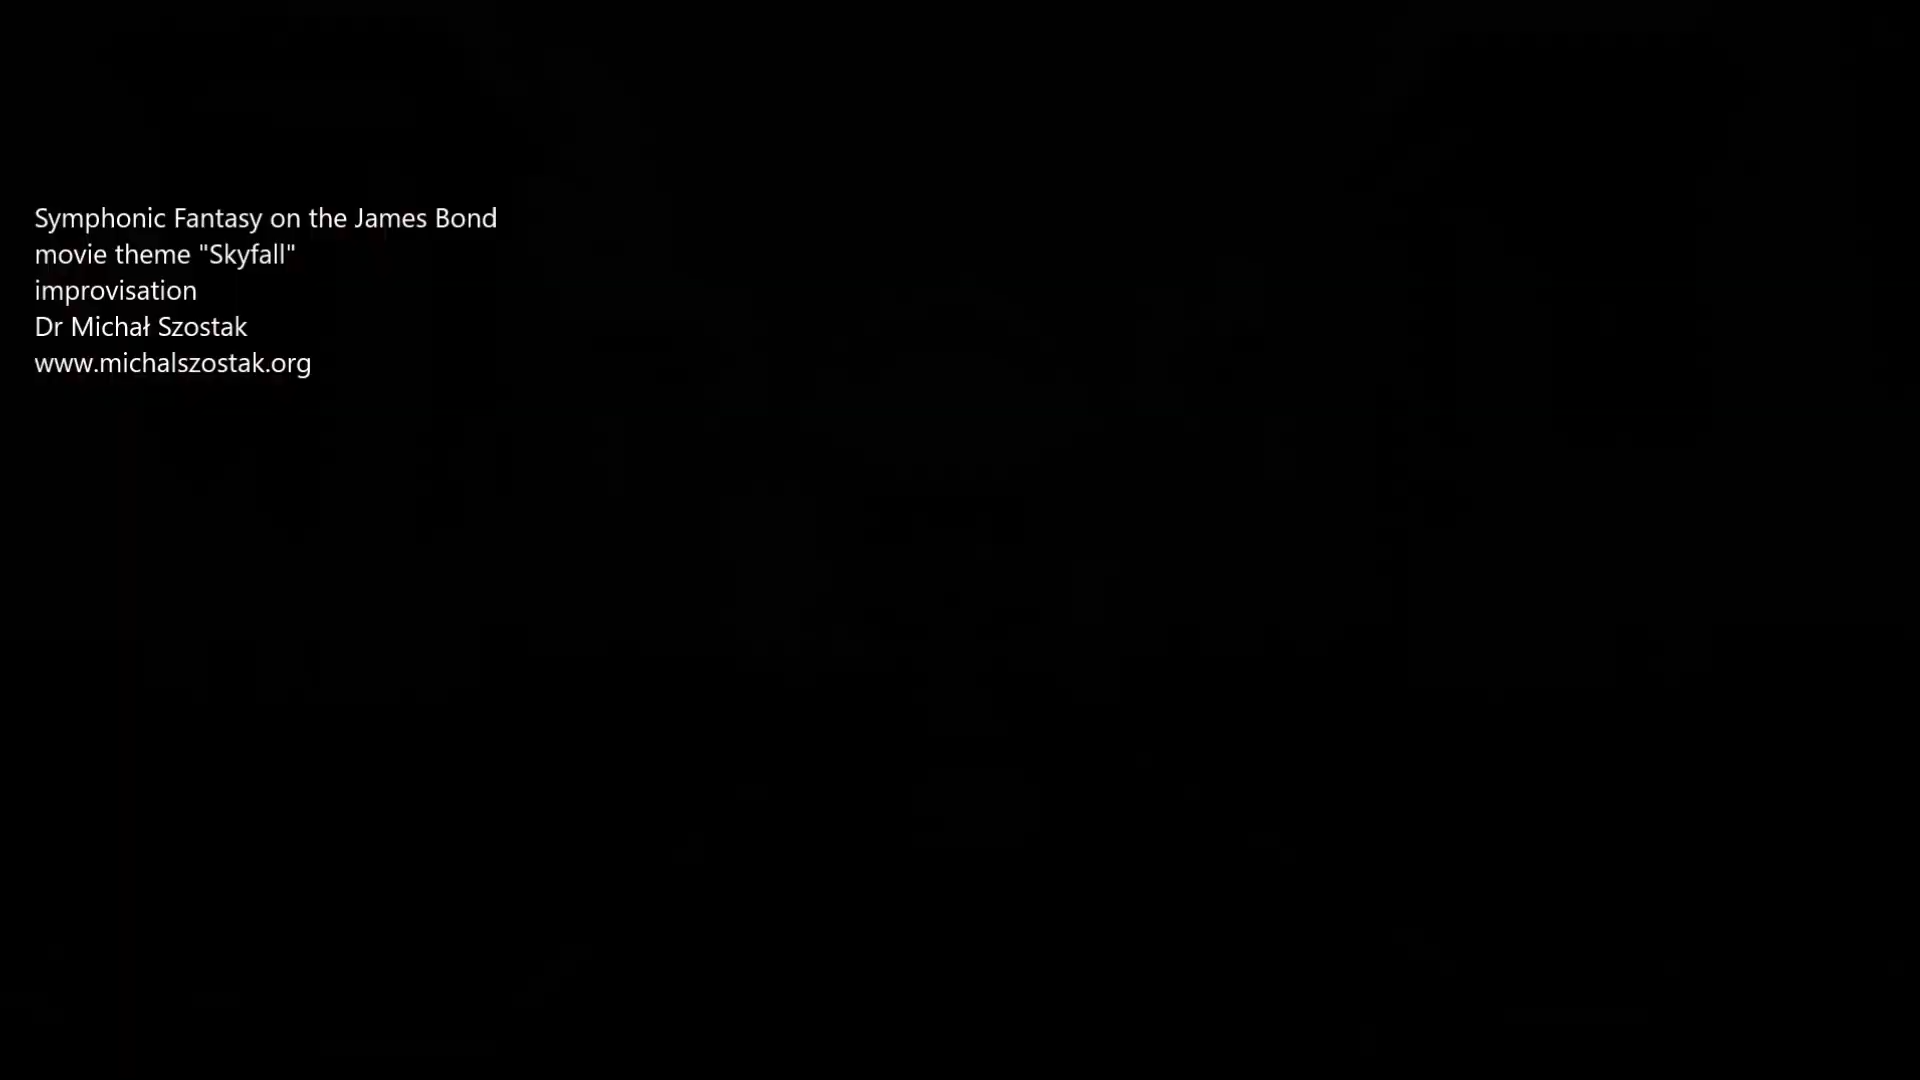 Symphonic Fantasy on the James Bond
movie theme "Skyfall"
improvisation
Dr Michał Szostak
www.michalszostak.org